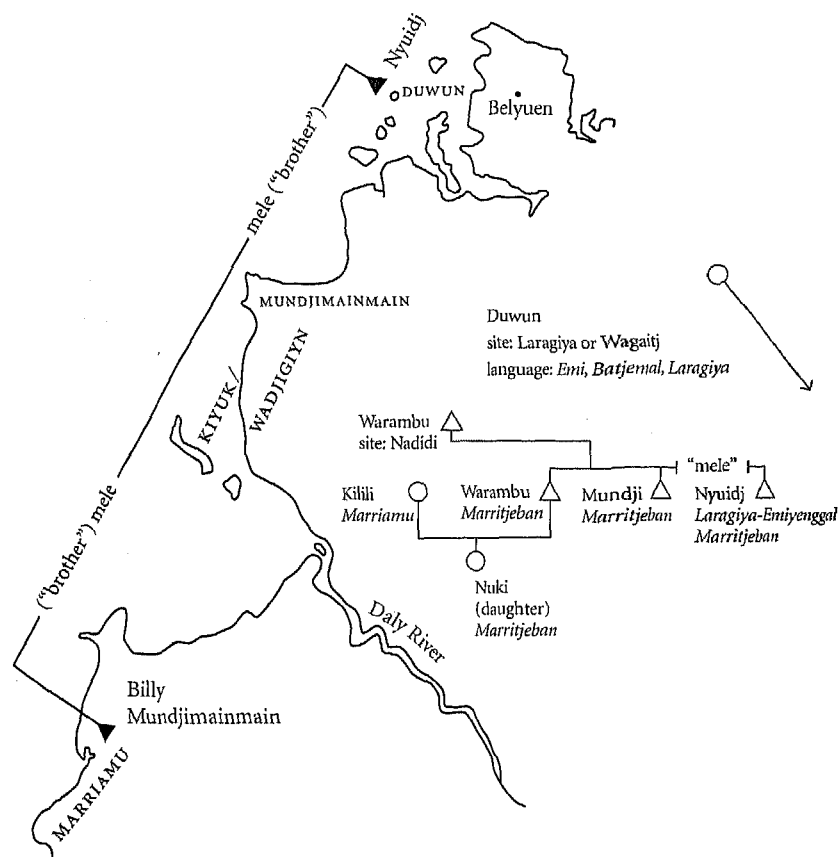 Nyuidj
DUWUN
Belyuen
mele ("brother")
MUNDJIMAINMAIN
Duwun
site: Laragiya or Wagaitj
language: Emi, Batjemal, Laragiya
KIYUK /
WADJIGIYN
Warambu
site: Nadidi
"mele"
Kilili
Marriamu
Warambu
Marritjeban
Mundji
Marritjeban
Nyuidj
Laragiya-Emiyenggal
Marritjeban
Nuki
(daughter)
Marritjeban
("brother") mele
Daly River
Billy
Mundjimainmain
MARRIAMU